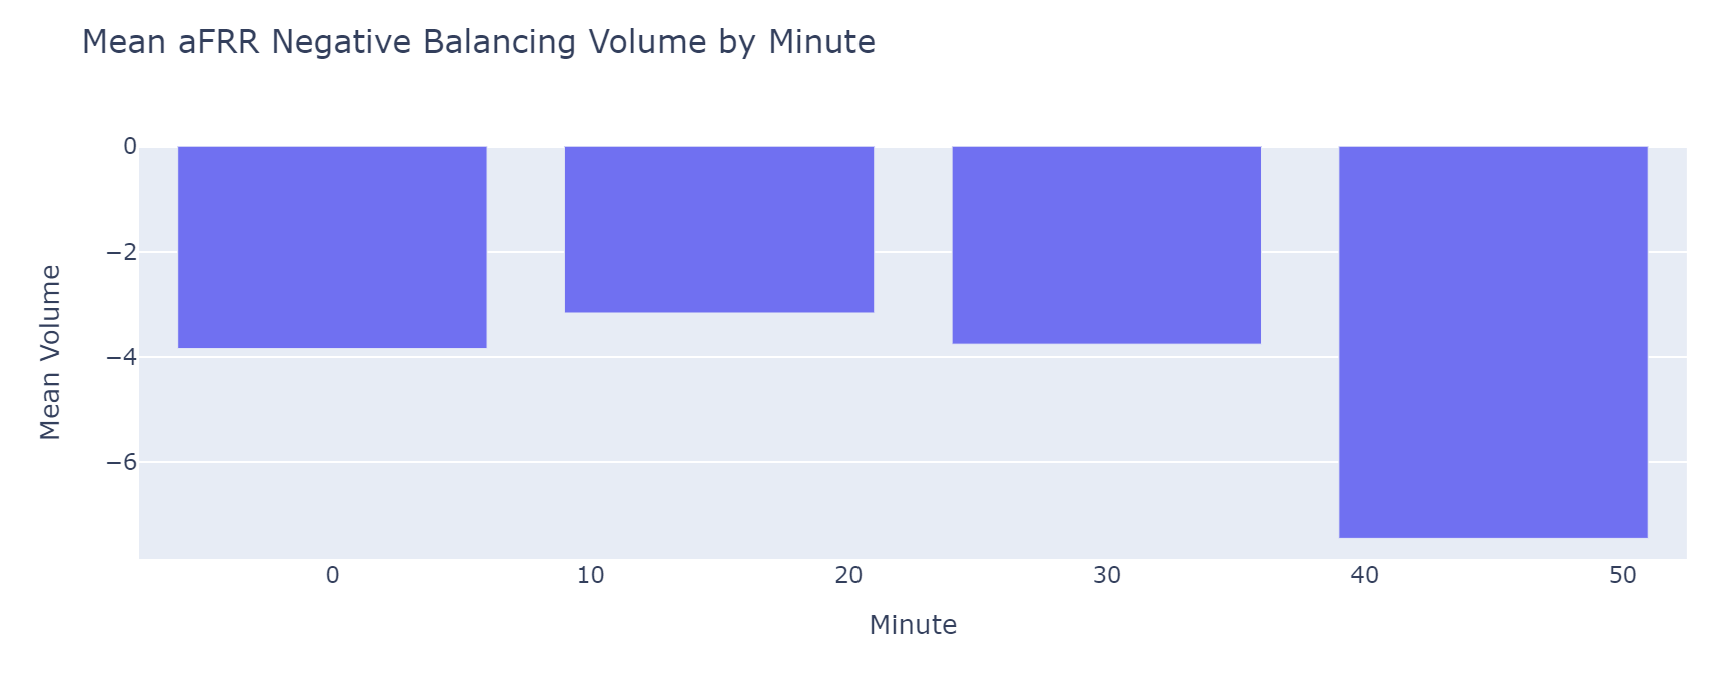 Mean aFRR Negative Balancing Volume by Minute
0
−2
−4
−6
Mean Volume
0 10 20 30 40 50
Minute